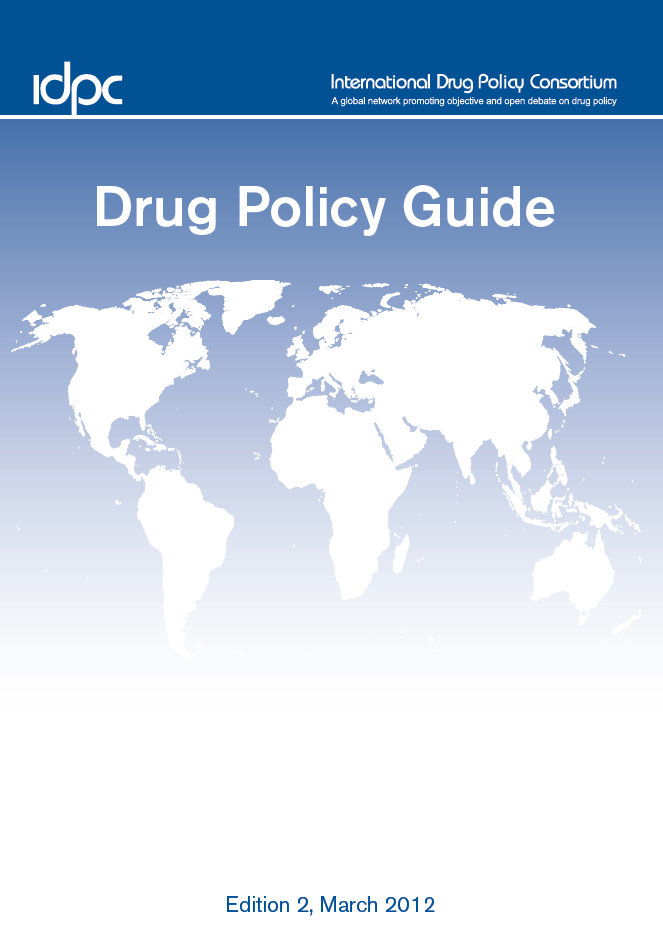 idpc
International Drug Policy Consortium
A global network promoting objective and open debate on drug policy
Drug Policy Guide
Edition 2, March 2012